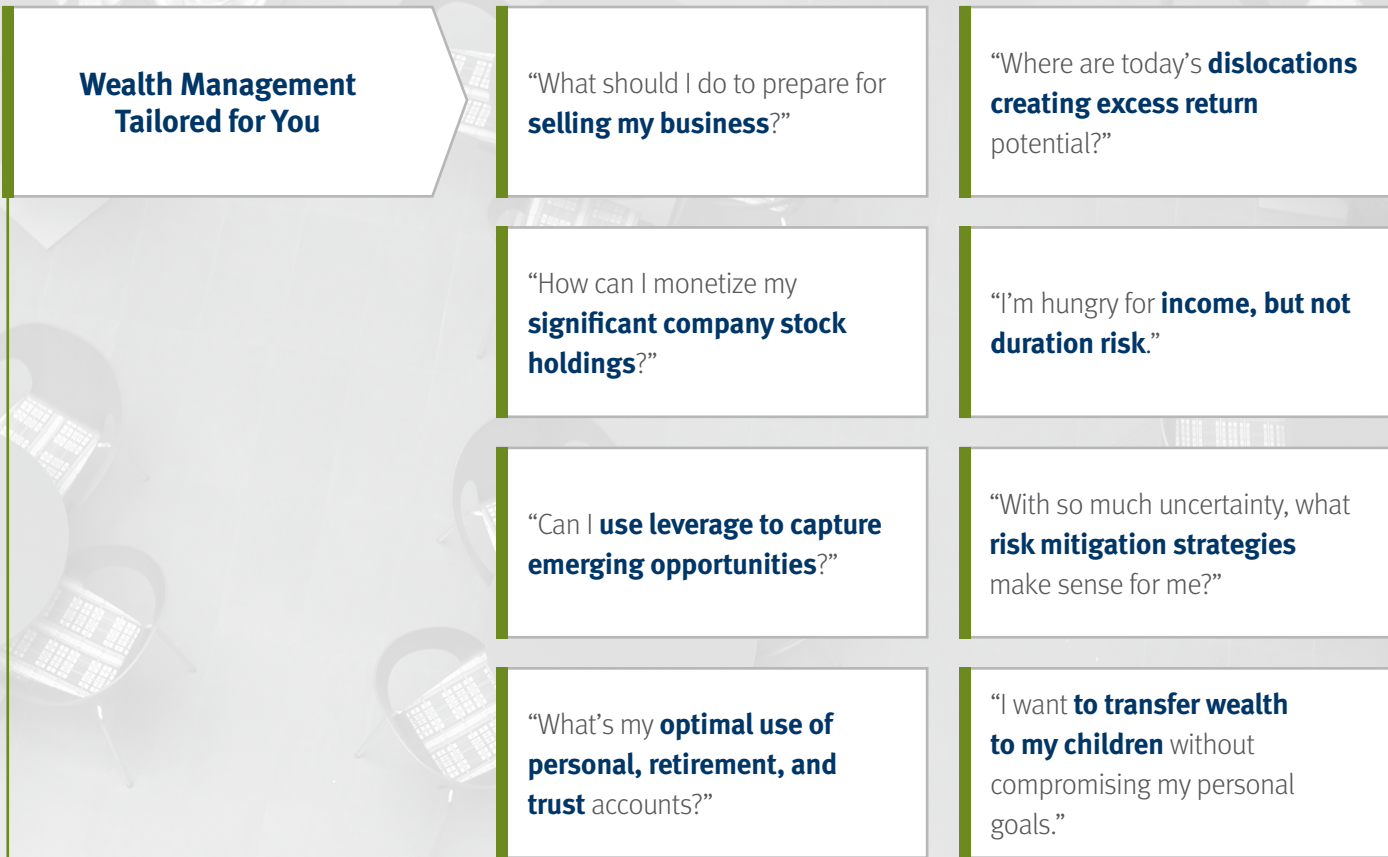 Wealth Management
Tailored for You
“What should I do to prepare for
selling my business?”
“Where are today’s dislocations
creating excess return
potential?”
“How can I monetize my
significant company stock
holdings?”
“I’m hungry for income, but not
duration risk.”
“Can I use leverage to capture
emerging opportunities?”
“With so much uncertainty, what
risk mitigation strategies
make sense for me?”
“What’s my optimal use of
personal, retirement, and
trust accounts?”
“I want to transfer wealth
to my children without
compromising my personal
goals.”